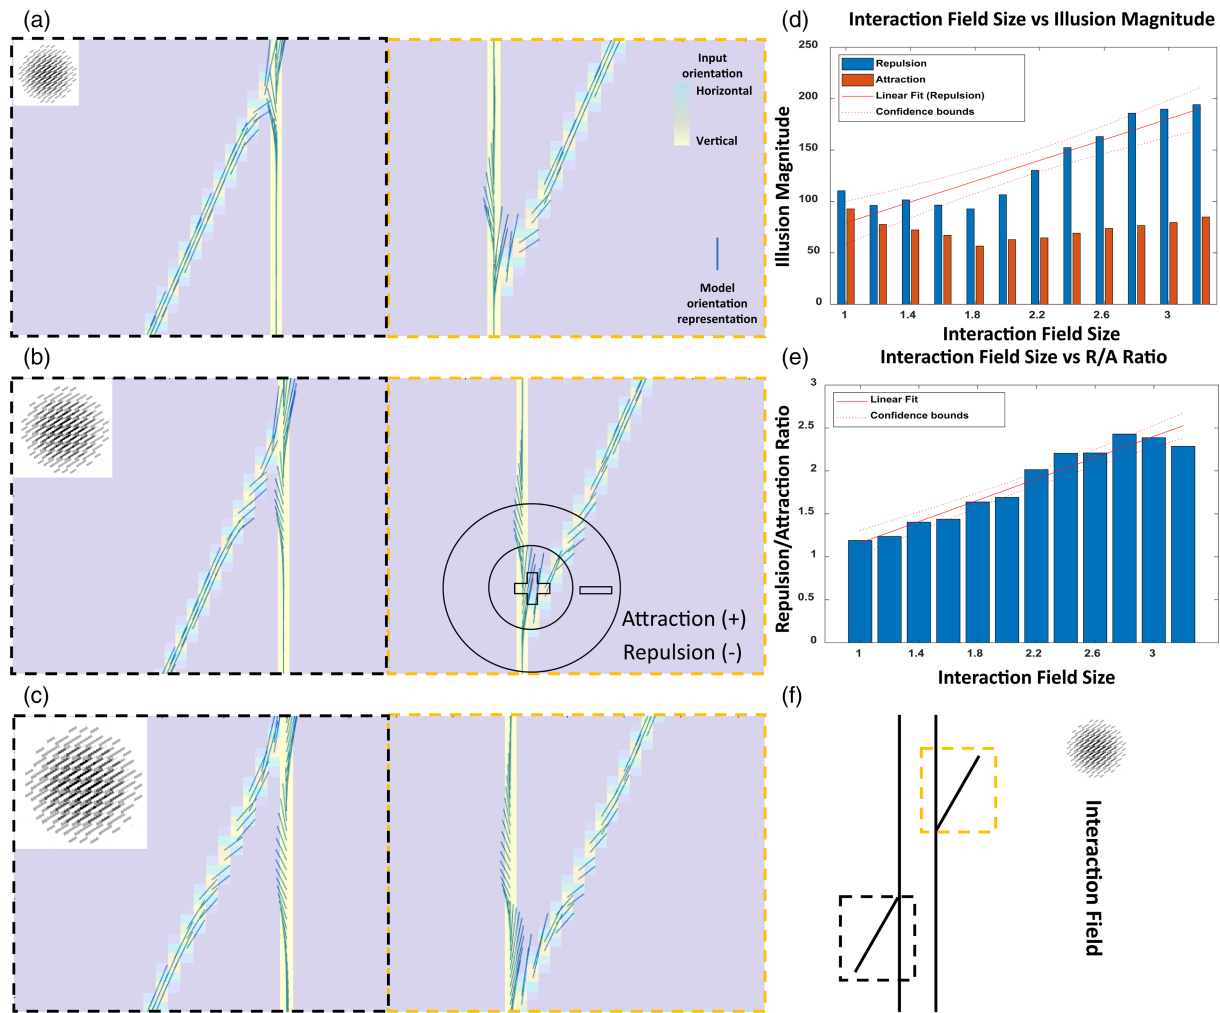 (a)
Input
orientation
Horizontal
Vertical
Model
orientation
representation
(b)
Attraction (+)
Repulsion (-)
(c)
(d)
Interaction Field Size vs Illusion Magnitude
250
200
150
100
50
0
Illusion Magnitude
Repulsion
Attraction
Linear Fit (Repulsion)
Confidence bounds
1 1.4 1.8 2.2 2.6 3
Interaction Field Size
(e)
Interaction Field Size vs R/A Ratio
3
2.5
2
1.5
1
0.5
0
Repulsion/Attraction Ratio
Linear Fit
Confidence bounds
1 1.4 1.8 2.2 2.6 3
Interaction Field Size
(f)
Interaction Field